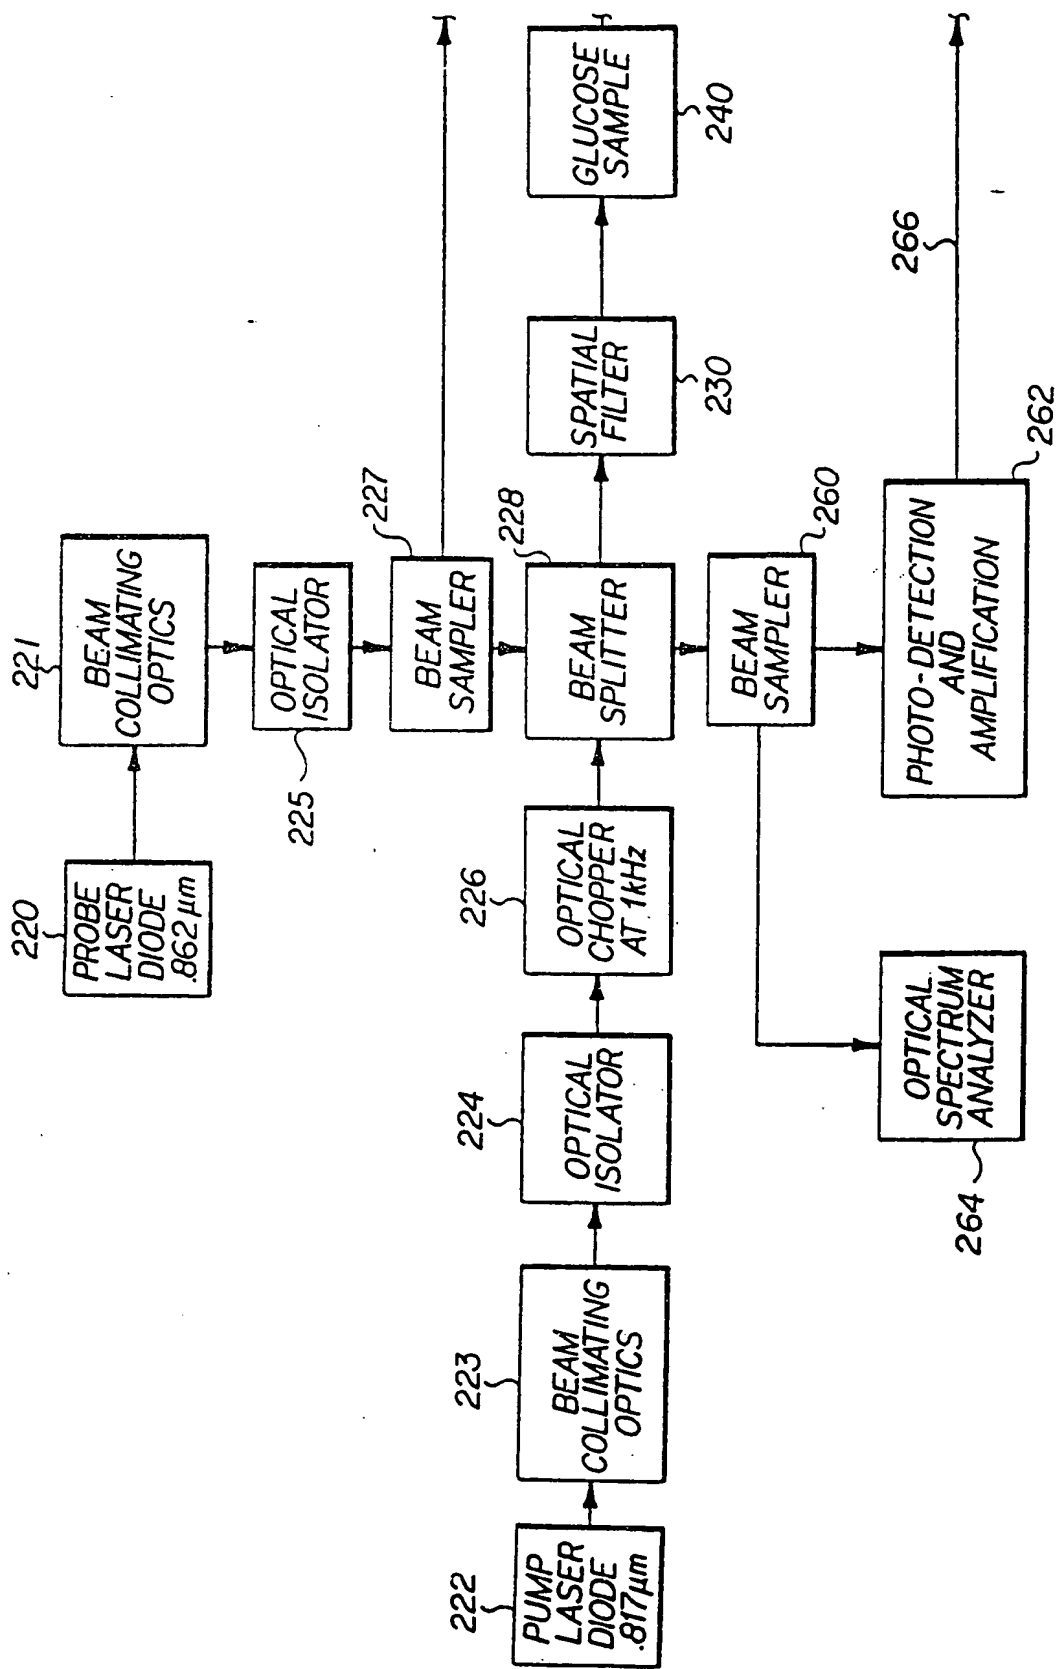 220
PROBE
LASER
DIODE
.862 µm
221
BEAM
COLLIMATING
OPTICS
225
OPTICAL
ISOLATOR
227
BEAM
SAMPLER
222
PUMP
LASER
DIODE
.817µm
223
BEAM
COLLIMATING
OPTICS
224
OPTICAL
ISOLATOR
226
OPTICAL
CHOPPER
AT 1kHz
228
BEAM
SPLITTER
SPATIAL
FILTER
230
GLUCOSE
SAMPLE
240
260
BEAM
SAMPLER
264
OPTICAL
SPECTRUM
ANALYZER
PHOTO-DETECTION
AND
AMPLIFICATION
262
266